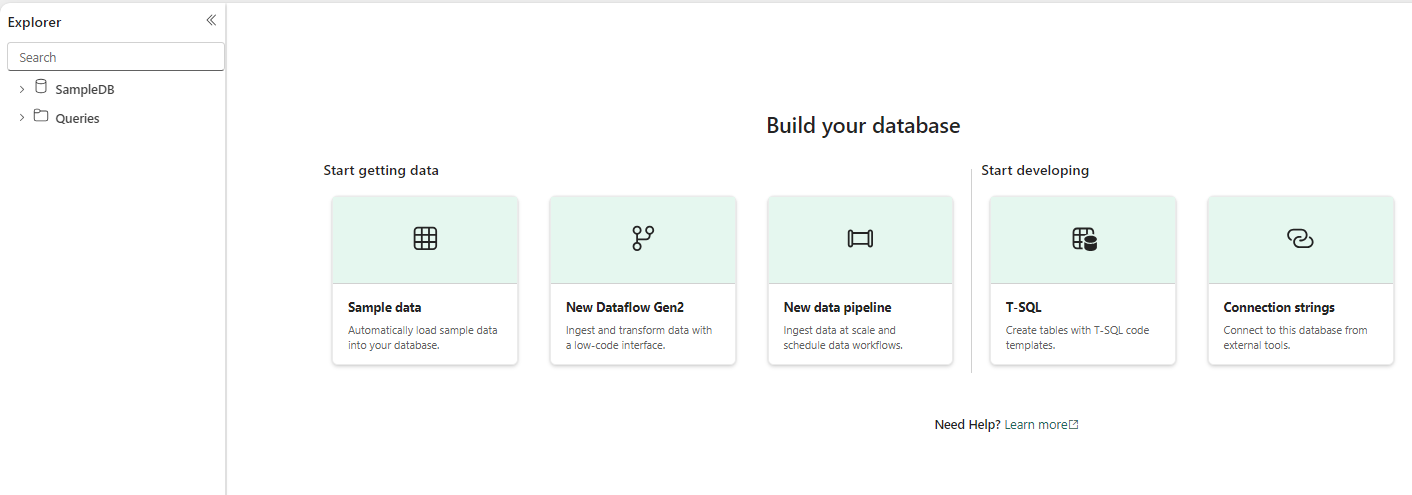 Explorer
Search
SampleDB
Queries
Build your database
Start getting data
Sample data
Automatically load sample data
into your database.
New Dataflow Gen2
Ingest and transform data with
a low-code interface.
New data pipeline
Ingest data at scale and
schedule data workflows.
Start developing
T-SQL
Create tables with T-SQL code
templates.
Connection strings
Connect to this database from
external tools.
Need Help? Learn more